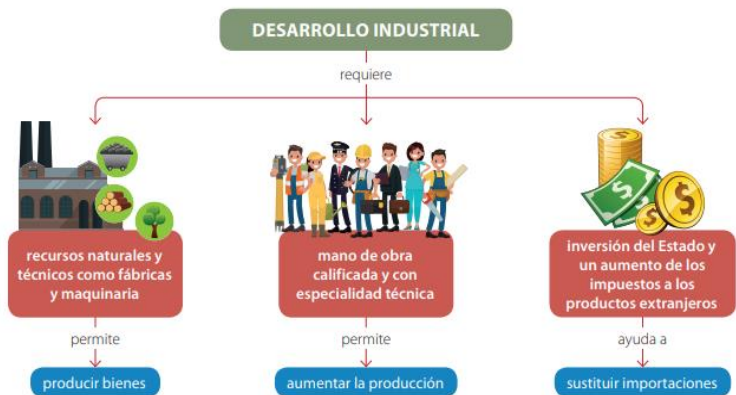 DESARROLLO INDUSTRIAL
requiere
recursos naturales y
técnicos como fábricas
y maquinaria
mano de obra
calificada y con
especialidad técnica
inversión del Estado y
un aumento de los
impuestos a los
productos extranjeros
permite
permite
ayuda a
producir bienes
aumentar la producción
sustituir importaciones